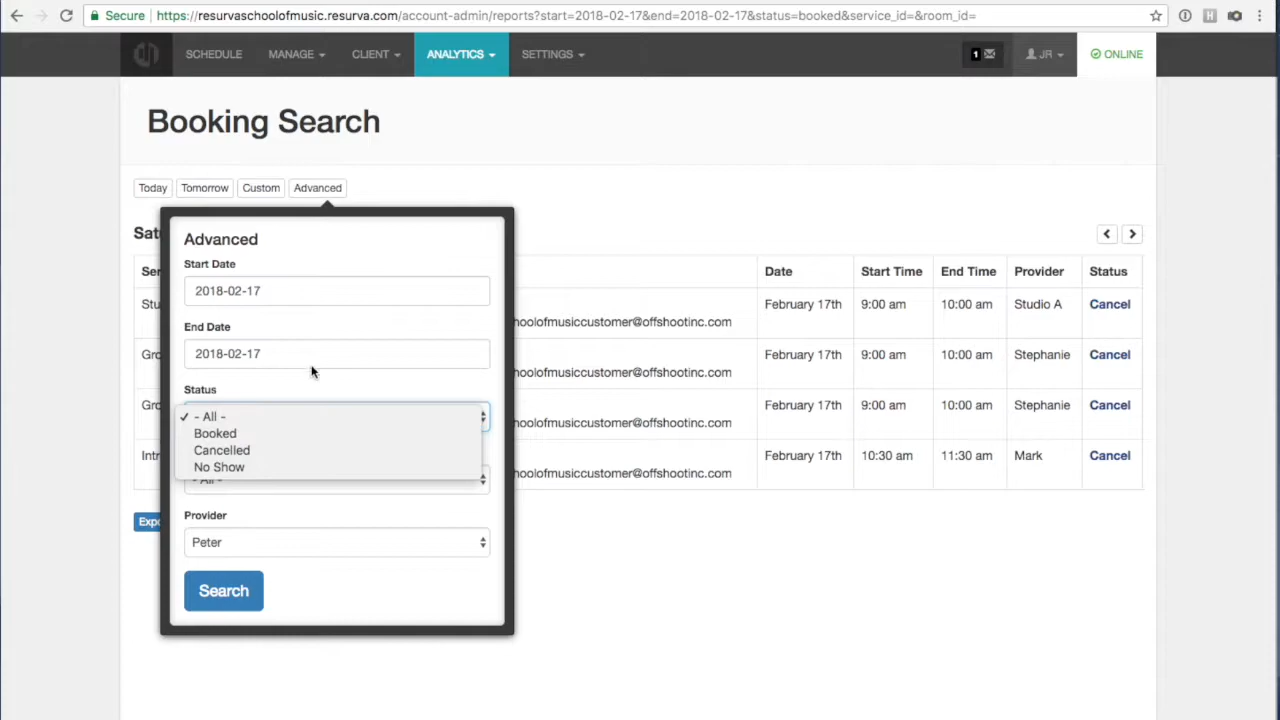 Secure https://resurvaschoolofmusic.resurva.com/account-admin/reports?start=2018-02-17&end=2018-02-17&status=booked&service_id=&room_id=
SCHEDULE MANAGE CLIENT ANALYTICS SETTINGS 1 JR ONLINE
Booking Search
Today Tomorrow Custom Advanced
Advanced
Start Date
2018-02-17
End Date
2018-02-17
Status
✓ - All -
Booked
Cancelled
No Show
- All -
Provider
Peter
Search
Date Start Time End Time Provider Status
February 17th 9:00 am 10:00 am Studio A Cancel
hoolofmusiccustomer@offshootinc.com
February 17th 9:00 am 10:00 am Stephanie Cancel
hoolofmusiccustomer@offshootinc.com
February 17th 9:00 am 10:00 am Stephanie Cancel
hoolofmusiccustomer@offshootinc.com
February 17th 10:30 am 11:30 am Mark Cancel
hoolofmusiccustomer@offshootinc.com